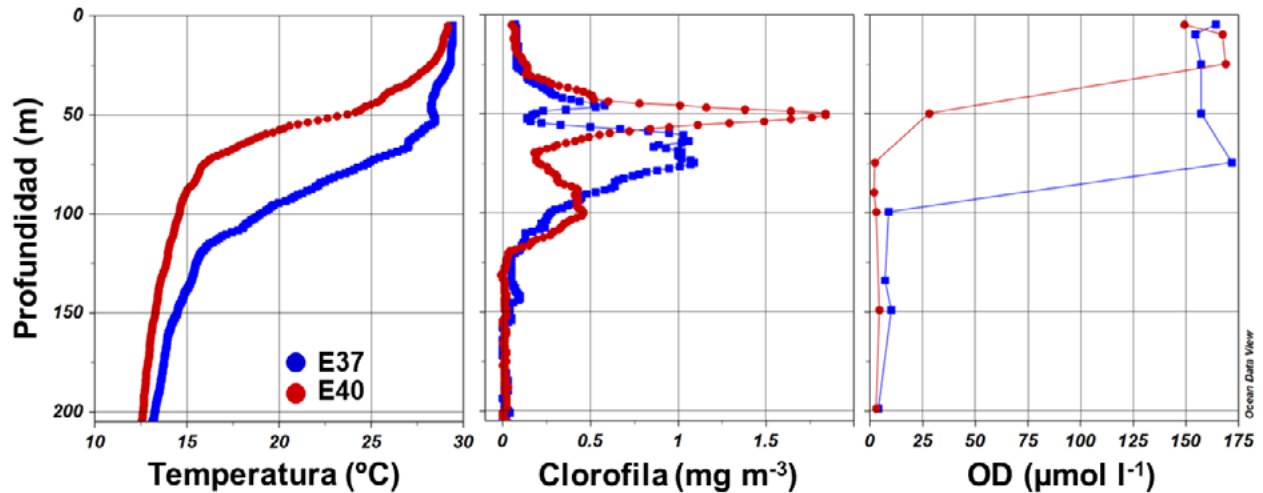 0
50
100
150
200
Profundidad (m)
10 15 20 25 30
Temperatura (ºC)
E37
E40
0 0.5 1 1.5
Clorofila (mg m-3)
0 25 50 75 100 125 150 175
OD (µmol l-1)
Ocean Data View